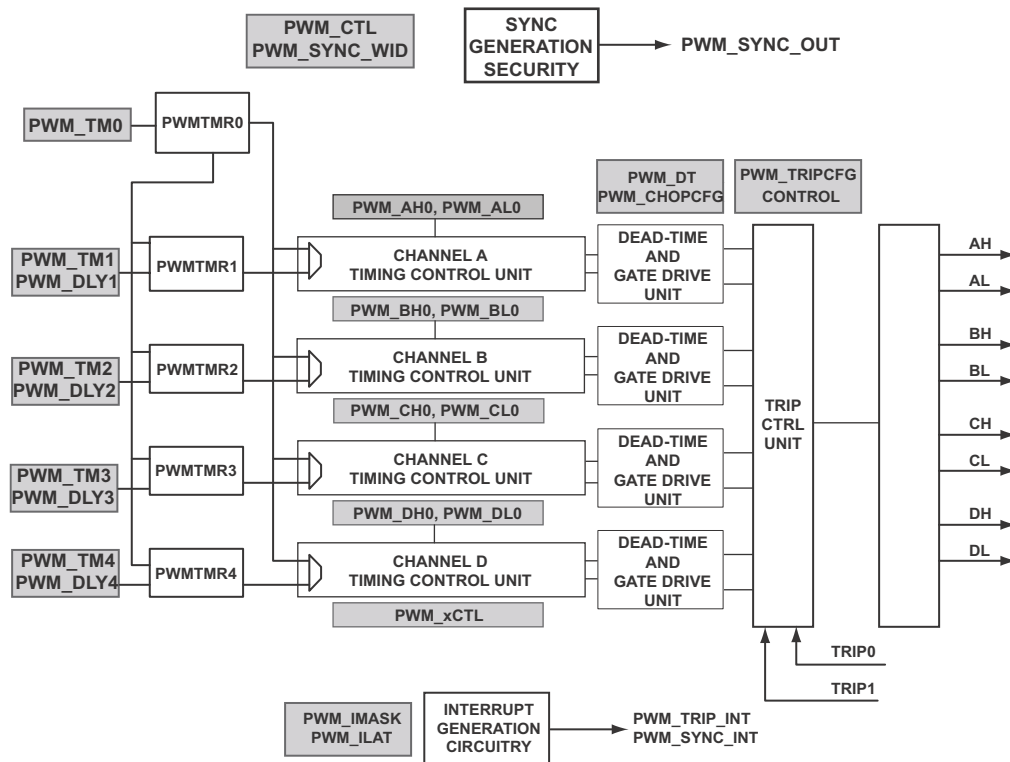 PWM_CTL
PWM_SYNC_WID
SYNC
GENERATION
SECURITY
PWM_SYNC_OUT
PWM_TM0
PWMTMR0
PWM_DT
PWM_CHOPCFG
PWM_TRIPCFG
CONTROL
PWM_AH0, PWM_AL0
PWM_TM1
PWM_DLY1
PWMTMR1
CHANNEL A
TIMING CONTROL UNIT
DEAD-TIME
AND
GATE DRIVE
UNIT
AH
AL
PWM_BH0, PWM_BL0
PWM_TM2
PWM_DLY2
PWMTMR2
CHANNEL B
TIMING CONTROL UNIT
DEAD-TIME
AND
GATE DRIVE
UNIT
BH
BL
TRIP
CTRL
UNIT
PWM_CH0, PWM_CL0
PWM_TM3
PWM_DLY3
PWMTMR3
CHANNEL C
TIMING CONTROL UNIT
DEAD-TIME
AND
GATE DRIVE
UNIT
CH
CL
PWM_DH0, PWM_DL0
PWM_TM4
PWM_DLY4
PWMTMR4
CHANNEL D
TIMING CONTROL UNIT
DEAD-TIME
AND
GATE DRIVE
UNIT
DH
DL
PWM_xCTL
TRIP0
TRIP1
PWM_IMASK
PWM_ILAT
INTERRUPT
GENERATION
CIRCUITRY
PWM_TRIP_INT
PWM_SYNC_INT